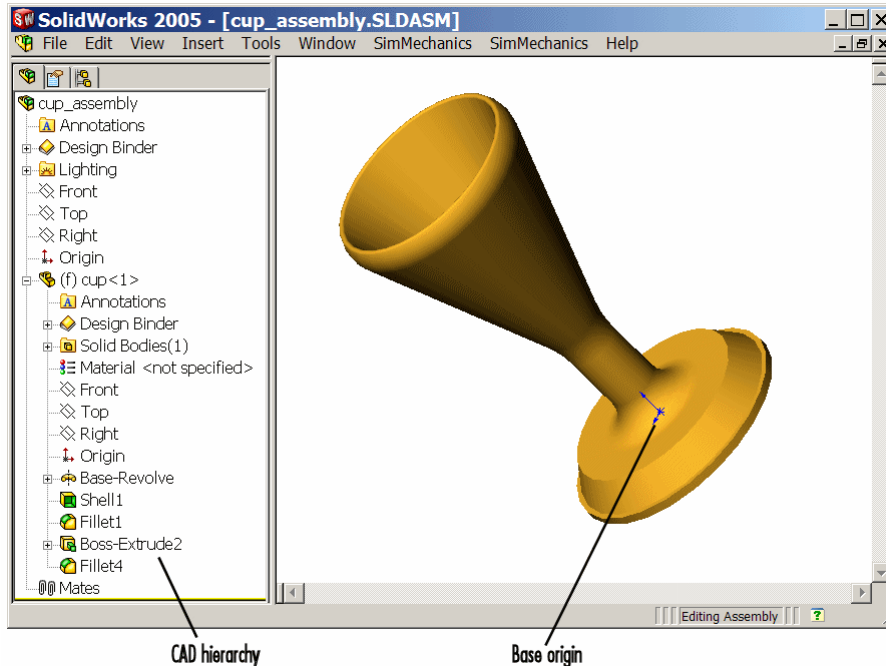 SolidWorks 2005 - [cup_assembly.SLDASM]
File Edit View Insert Tools Window SimMechanics SimMechanics Help
cup_assembly
A Annotations
Design Binder
Lighting
Front
Top
Right
Origin
(f) cup<1>
A Annotations
Design Binder
Solid Bodies(1)
Material <not specified>
Front
Top
Right
Origin
Base-Revolve
Shell1
Fillet1
Boss-Extrude2
Fillet4
Mates
Editing Assembly ?
CAD hierarchy
Base origin